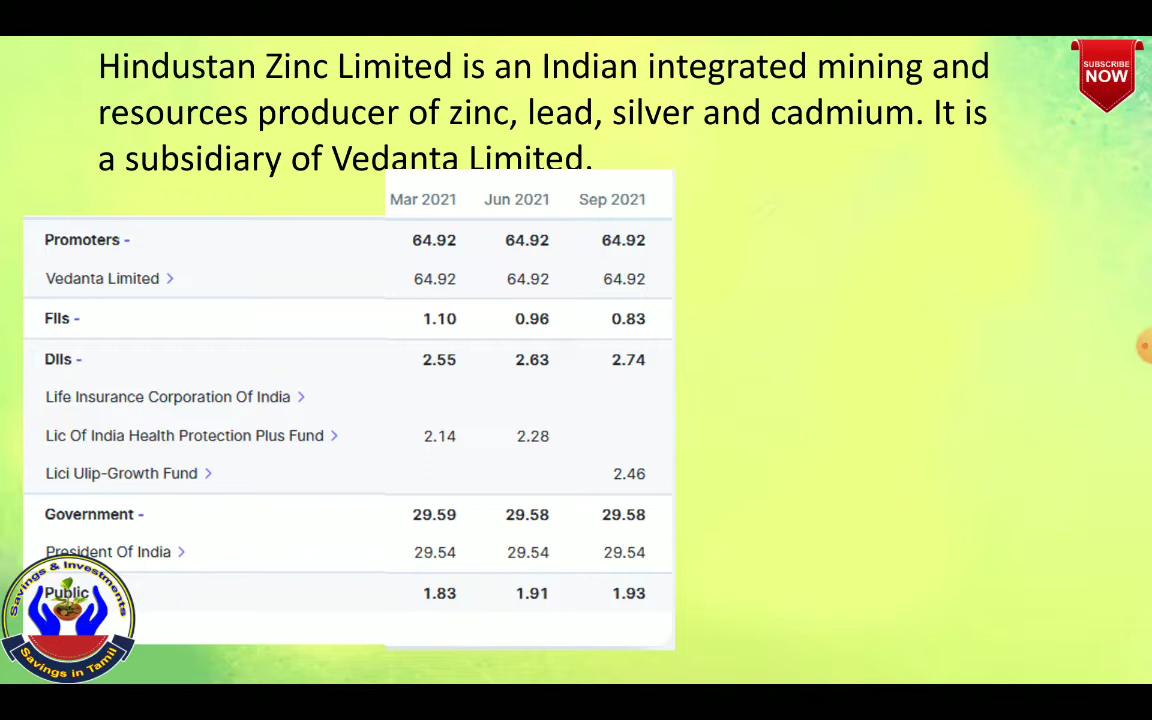 Hindustan Zinc Limited is an Indian integrated mining and
resources producer of zinc, lead, silver and cadmium. It is
a subsidiary of Vedanta Limited.
SUBSCRIBE
NOW
Mar 2021 Jun 2021 Sep 2021
Promoters - 64.92 64.92 64.92
Vedanta Limited > 64.92 64.92 64.92
FIIs - 1.10 0.96 0.83
DIIs - 2.55 2.63 2.74
Life Insurance Corporation Of India >
Lic Of India Health Protection Plus Fund > 2.14 2.28
Lici Ulip-Growth Fund > 2.46
Government - 29.59 29.58 29.58
President Of India > 29.54 29.54 29.54
Public 1.83 1.91 1.93
Savings & Investments
Savings in Tamil